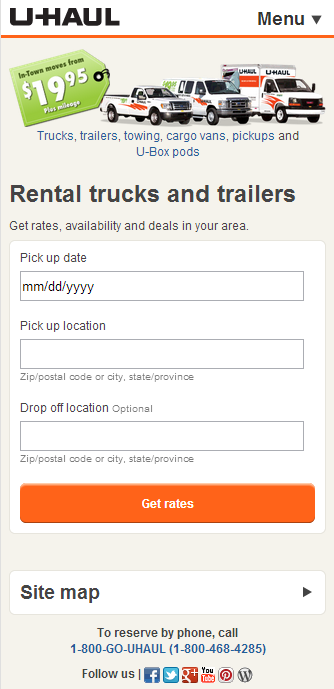 U-HAUL
Menu ▼
In-Town moves from
$19.95
Plus mileage
U-HAUL
Trucks, trailers, towing, cargo vans, pickups and
U-Box pods
Rental trucks and trailers
Get rates, availability and deals in your area.
Pick up date
mm/dd/yyyy
Pick up location
Zip/postal code or city, state/province
Drop off location Optional
Zip/postal code or city, state/province
Get rates
Site map
To reserve by phone, call
1-800-GO-UHAUL (1-800-468-4285)
Follow us |